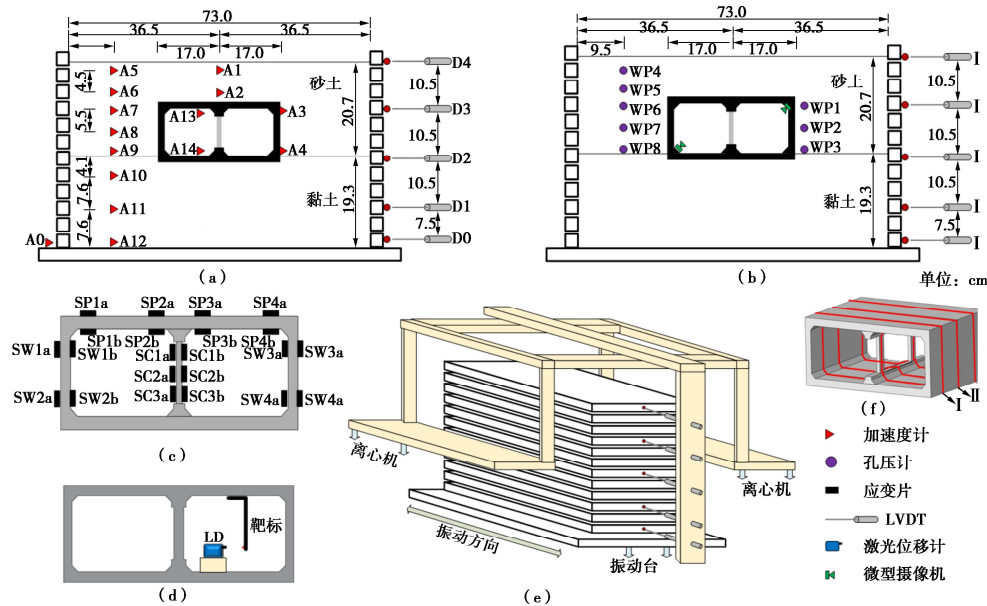 73.0
36.5 36.5
17.0 17.0
A5 A1 D4
A6 A2
A7 A3 D3
A13
A8
A9 A14 A4 D2
A10
A11 D1
A0 A12 D0
4.5
5.5
4.1
7.6
7.6
砂土
黏土
20.7
19.3
10.5
10.5
10.5
7.5
(a)
73.0
36.5 36.5
9.5 17.0 17.0
WP4
WP5
WP6 WP1
WP7 WP2
WP8 WP3
砂土
黏土
20.7
19.3
10.5
10.5
10.5
7.5
I
I
I
I
I
(b)
单位：cm
SP1a SP2a SP3a SP4a
SP1b SP2b SP3b SP4b
SW1a SW1b SC1a SC1b SW3a SW3a
SC2a SC2b
SW2a SW2b SC3a SC3b SW4a SW4a
(c)
LD 靶标
(d)
离心机
离心机
振动方向
振动台
(e)
I II
(f)
加速度计
孔压计
应变片
LVDT
激光位移计
微型摄像机